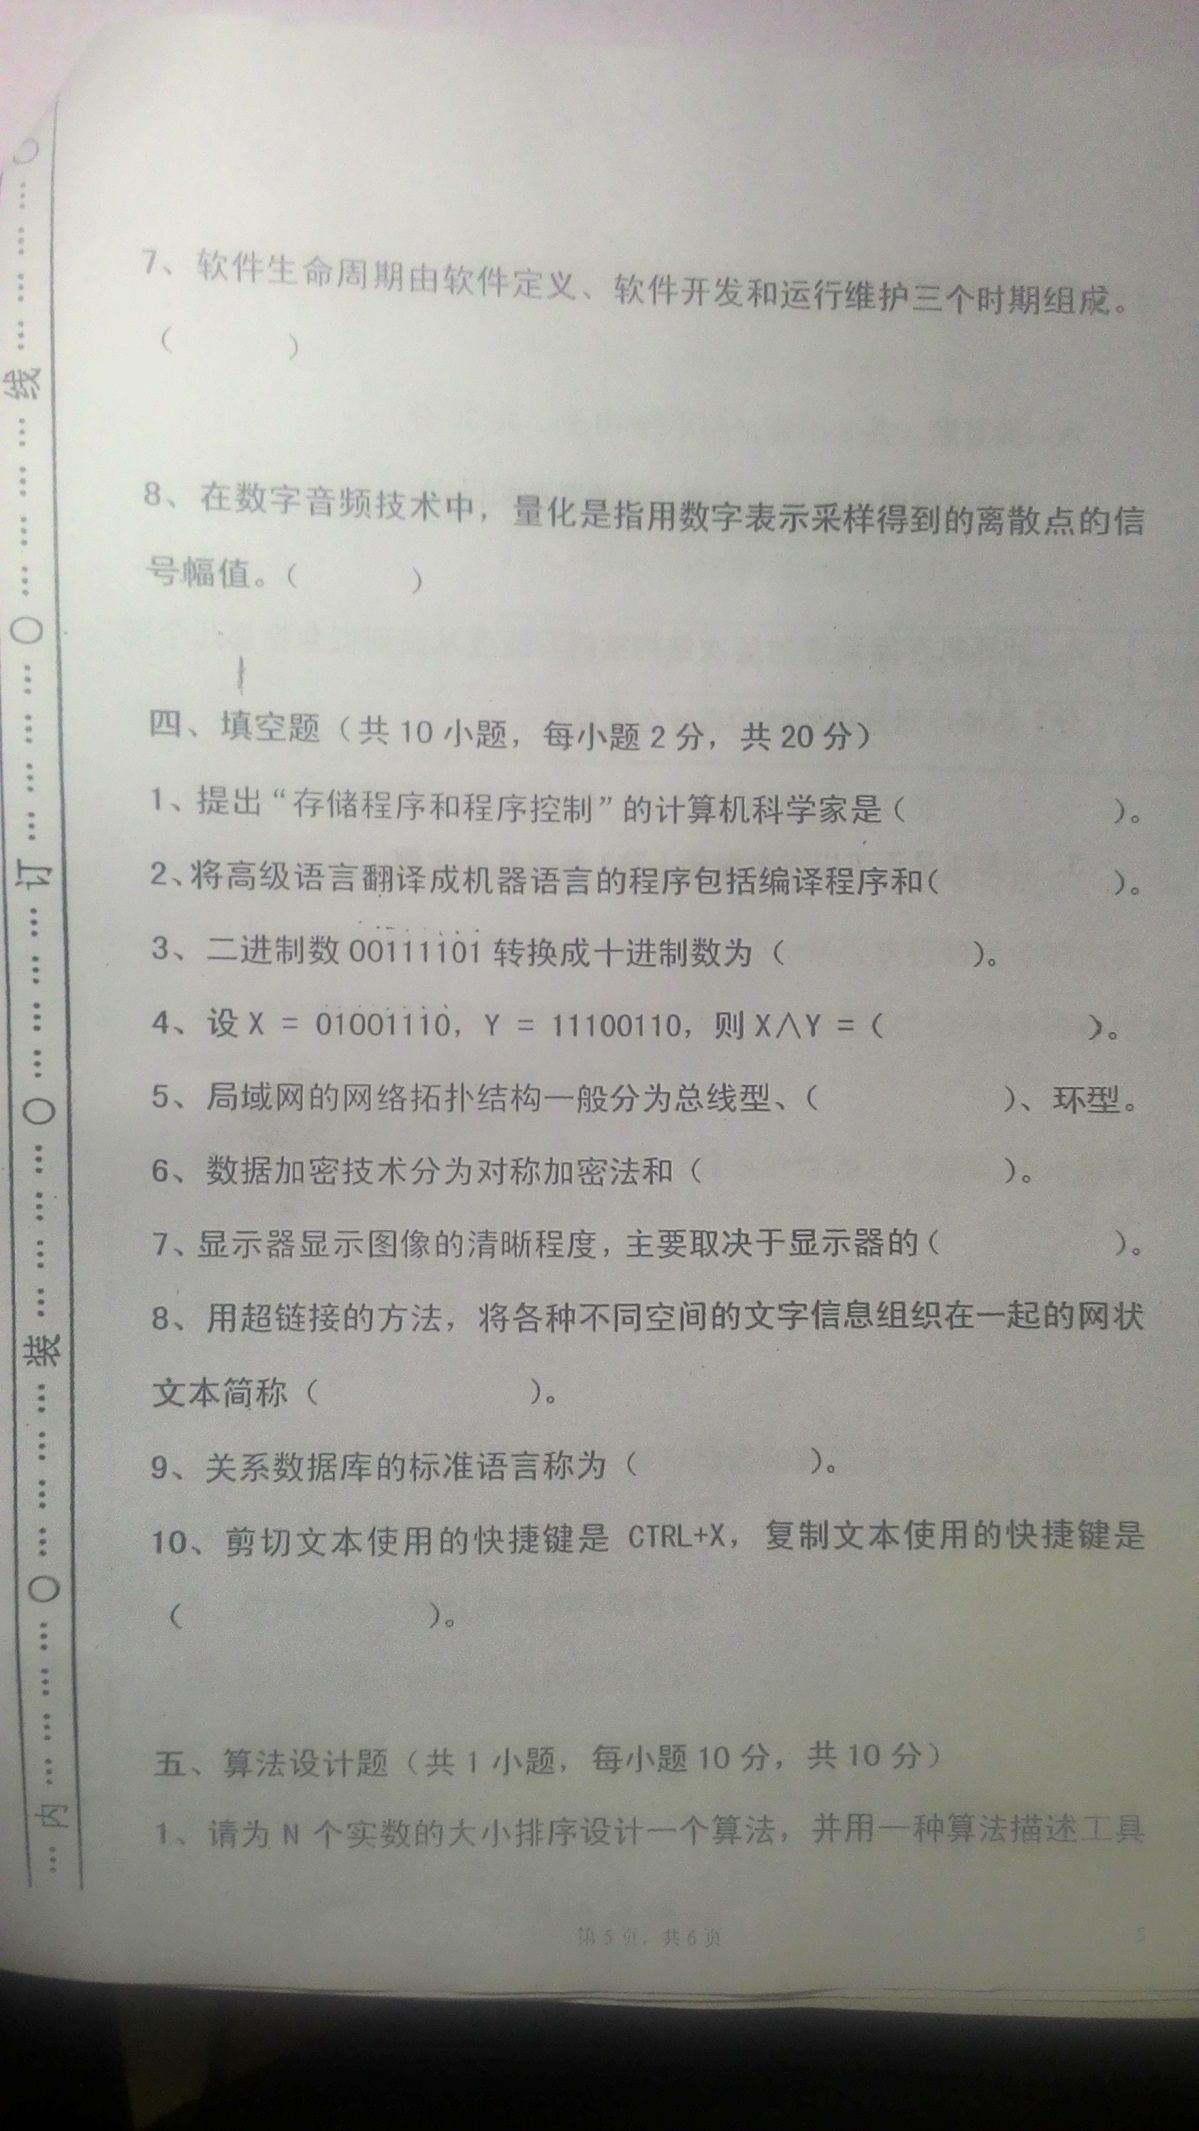 7、软件生命周期由软件定义、软件开发和运行维护三个时期组成。
（ ）
8、在数字音频技术中，量化是指用数字表示采样得到的离散点的信
号幅值。（ ）
四、填空题（共10小题，每小题2分，共20分）
1、提出“存储程序和程序控制”的计算机科学家是（ ）。
2、将高级语言翻译成机器语言的程序包括编译程序和（ ）。
3、二进制数00111101转换成十进制数为（ ）。
4、设X = 01001110，Y = 11100110，则X∧Y =（ ）。
5、局域网的网络拓扑结构一般分为总线型、（ ）、环型。
6、数据加密技术分为对称加密法和（ ）。
7、显示器显示图像的清晰程度，主要取决于显示器的（ ）。
8、用超链接的方法，将各种不同空间的文字信息组织在一起的网状
文本简称（ ）。
9、关系数据库的标准语言称为（ ）。
10、剪切文本使用的快捷键是 CTRL+X，复制文本使用的快捷键是
（ ）。
五、算法设计题（共1小题，每小题10分，共10分）
1、请为N个实数的大小排序设计一个算法，并用一种算法描述工具
第5页，共6页
5
线
订
装
内